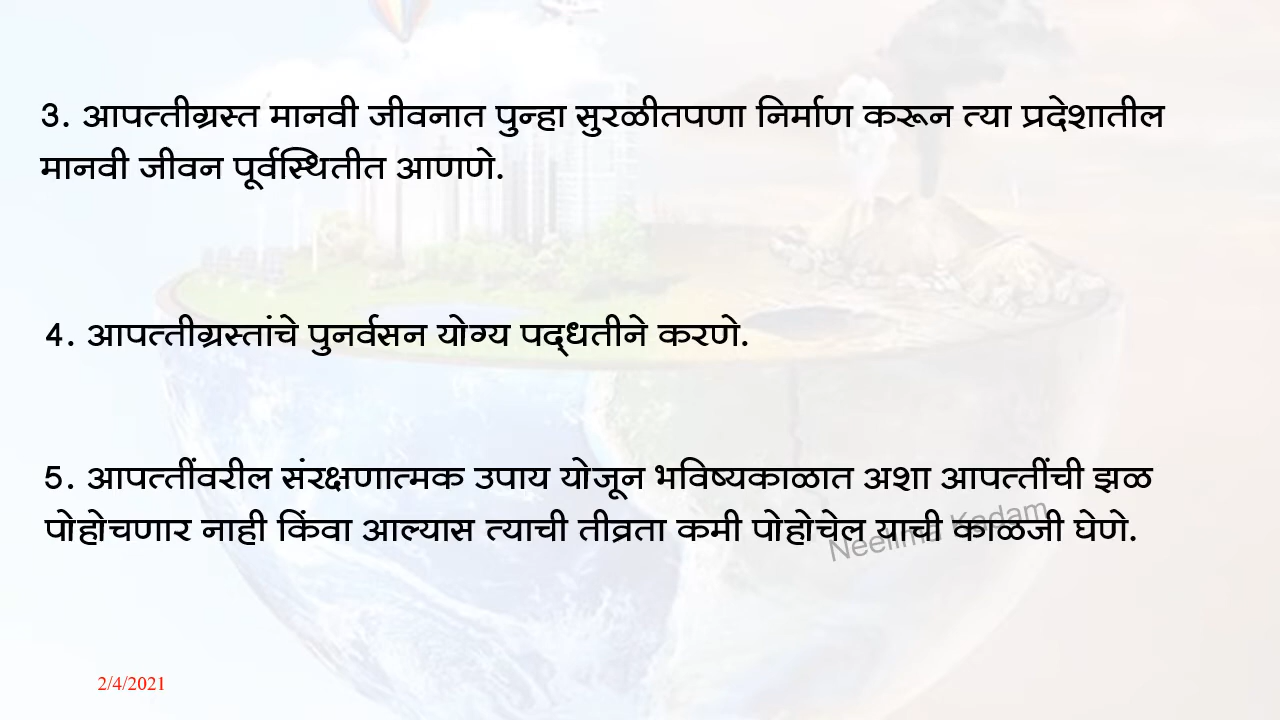 3. आपत्तीग्रस्त मानवी जीवनात पुन्हा सुरळीतपणा निर्माण करून त्या प्रदेशातील
मानवी जीवन पूर्वस्थितीत आणणे.
4. आपत्तीग्रस्तांचे पुनर्वसन योग्य पद्धतीने करणे.
5. आपत्तींवरील संरक्षणात्मक उपाय योजून भविष्यकाळात अशा आपत्तींची झळ
पोहोचणार नाही किंवा आल्यास त्याची तीव्रता कमी पोहोचेल याची काळजी घेणे.
Neelima Kadam
2/4/2021